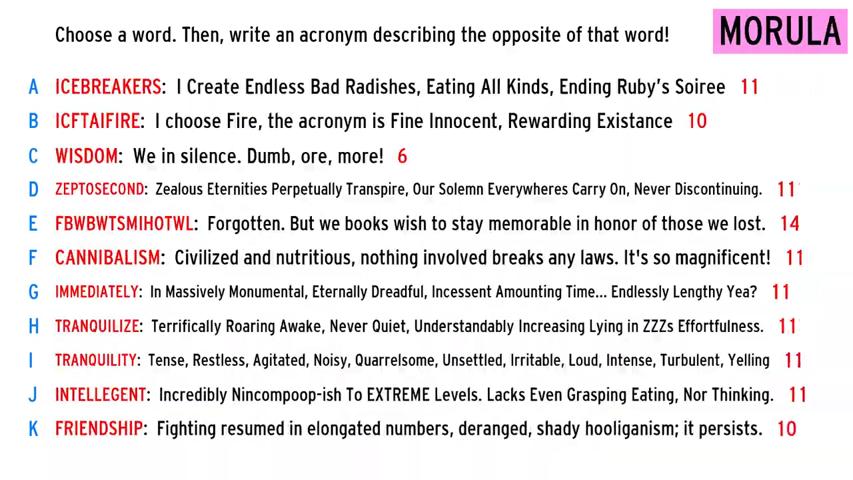 Choose a word. Then, write an acronym describing the opposite of that word!
MORULA
A ICEBREAKERS: I Create Endless Bad Radishes, Eating All Kinds, Ending Ruby's Soiree 11
B ICFTAIFIRE: I choose Fire, the acronym is Fine Innocent, Rewarding Existance 10
C WISDOM: We in silence. Dumb, ore, more! 6
D ZEPTOSECOND: Zealous Eternities Perpetually Transpire, Our Solemn Everywheres Carry On, Never Discontinuing. 11
E FBWBWTSMIHOTWL: Forgotten. But we books wish to stay memorable in honor of those we lost. 14
F CANNIBALISM: Civilized and nutritious, nothing involved breaks any laws. It's so magnificent! 11
G IMMEDIATELY: In Massively Monumental, Eternally Dreadful, Incessent Amounting Time... Endlessly Lengthy Yea? 11
H TRANQUILIZE: Terrifically Roaring Awake, Never Quiet, Understandably Increasing Lying in ZZZs Effortfulness. 11
I TRANQUILITY: Tense, Restless, Agitated, Noisy, Quarrelsome, Unsettled, Irritable, Loud, Intense, Turbulent, Yelling 11
J INTELLEGENT: Incredibly Nincompoop-ish To EXTREME Levels. Lacks Even Grasping Eating, Nor Thinking. 11
K FRIENDSHIP: Fighting resumed in elongated numbers, deranged, shady hooliganism; it persists. 10